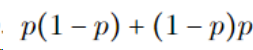 p(1 − p) + (1 − p)p